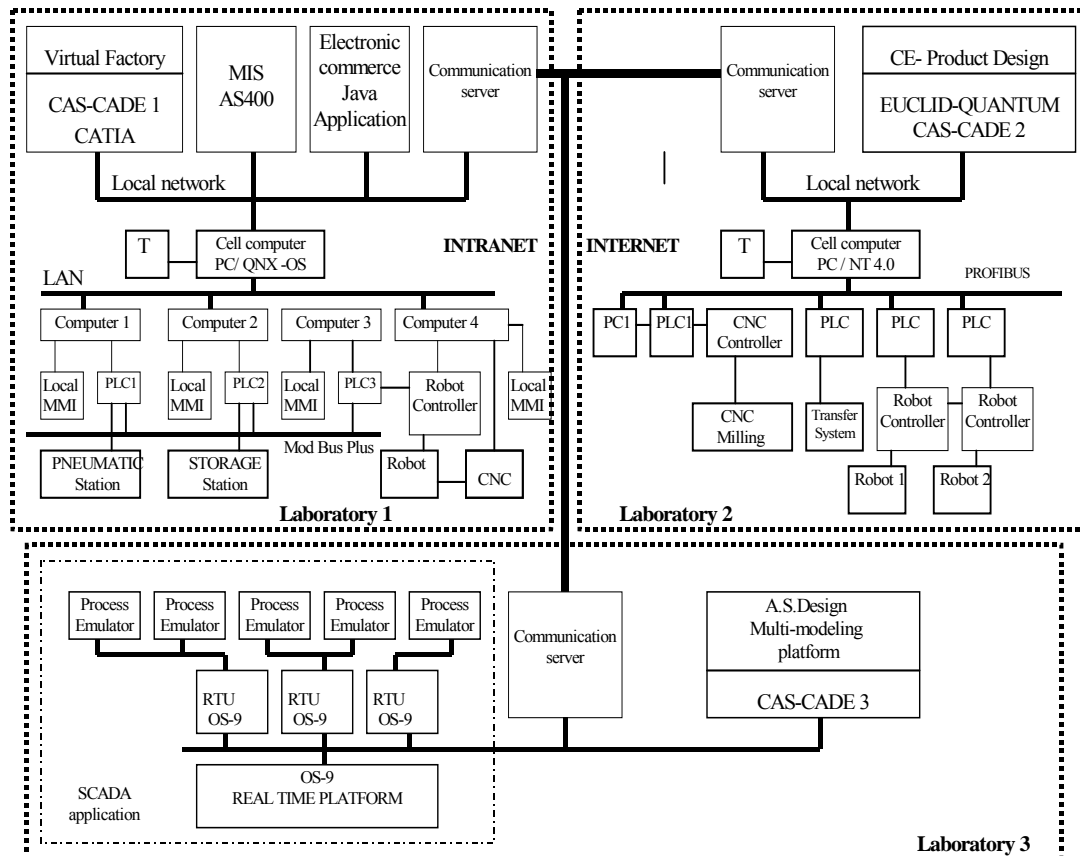 Virtual Factory
CAS-CADE 1
CATIA
MIS
AS400
Electronic
commerce
Java
Application
Communication
server
Local network
T
Cell computer
PC/ QNX -OS
INTRANET
LAN
Computer 1
Computer 2
Computer 3
Computer 4
Local
MMI
PLC1
Local
MMI
PLC2
Local
MMI
PLC3
Robot
Controller
Local
MMI
Mod Bus Plus
PNEUMATIC
Station
STORAGE
Station
Robot
CNC
Laboratory 1
Communication
server
CE- Product Design
EUCLID-QUANTUM
CAS-CADE 2
Local network
INTERNET
T
Cell computer
PC / NT 4.0
PROFIBUS
PC1
PLC1
CNC
Controller
PLC
PLC
PLC
CNC
Milling
Transfer
System
Robot
Controller
Robot
Controller
Robot 1
Robot 2
Laboratory 2
Process
Emulator
Process
Emulator
Process
Emulator
Process
Emulator
Process
Emulator
RTU
OS-9
RTU
OS-9
RTU
OS-9
OS-9
REAL TIME PLATFORM
SCADA
application
Communication
server
A.S.Design
Multi-modeling
platform
CAS-CADE 3
Laboratory 3